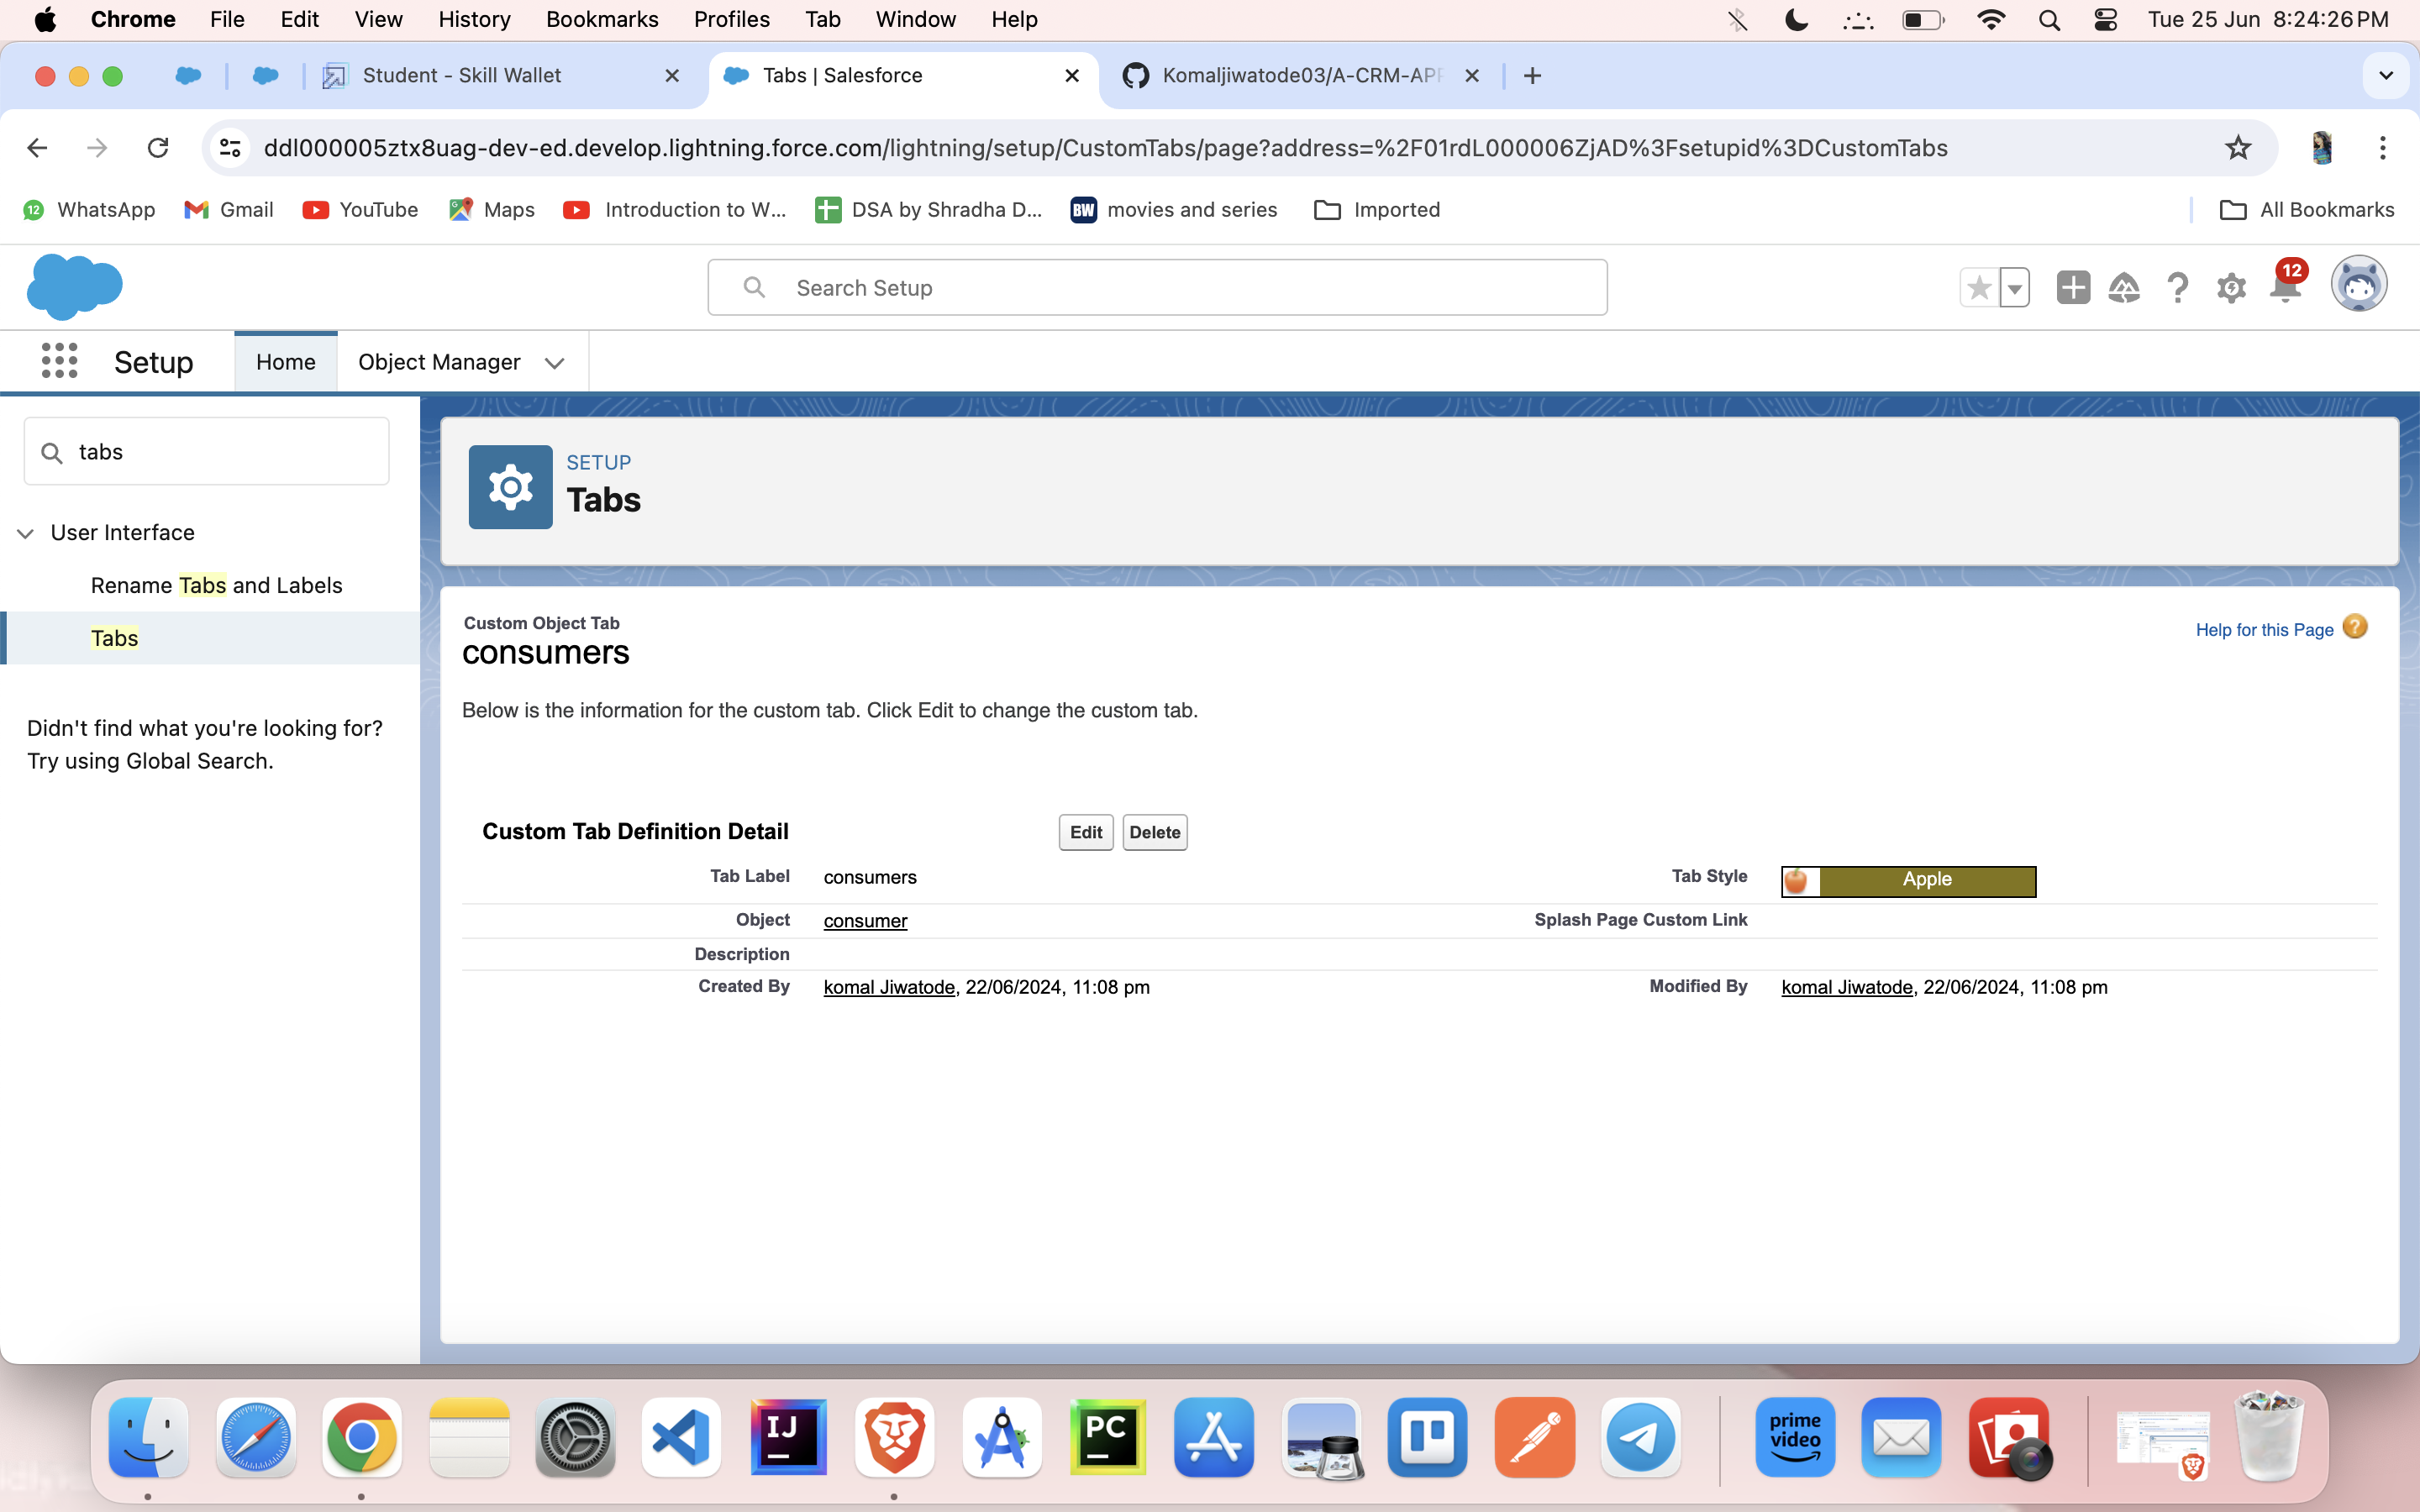 Chrome File Edit View History Bookmarks Profiles Tab Window Help Tue 25 Jun 8:24:26 PM
Student - Skill Wallet Tabs | Salesforce Komaljiwatode03/A-CRM-APP
ddl000005ztx8uag-dev-ed.develop.lightning.force.com/lightning/setup/CustomTabs/page?address=%2F01rdL000006ZjAD%3Fsetupid%3DCustomTabs
12 WhatsApp Gmail YouTube Maps Introduction to W... DSA by Shradha D... BW movies and series Imported All Bookmarks
Search Setup 12
Setup Home Object Manager
tabs
SETUP
Tabs
User Interface
Rename Tabs and Labels
Tabs
Didn't find what you're looking for?
Try using Global Search.
Custom Object Tab
consumers
Help for this Page ?
Below is the information for the custom tab. Click Edit to change the custom tab.
Custom Tab Definition Detail Edit Delete
Tab Label consumers Tab Style Apple
Object consumer Splash Page Custom Link
Description
Created By komal Jiwatode, 22/06/2024, 11:08 pm Modified By komal Jiwatode, 22/06/2024, 11:08 pm
IJ PC prime video